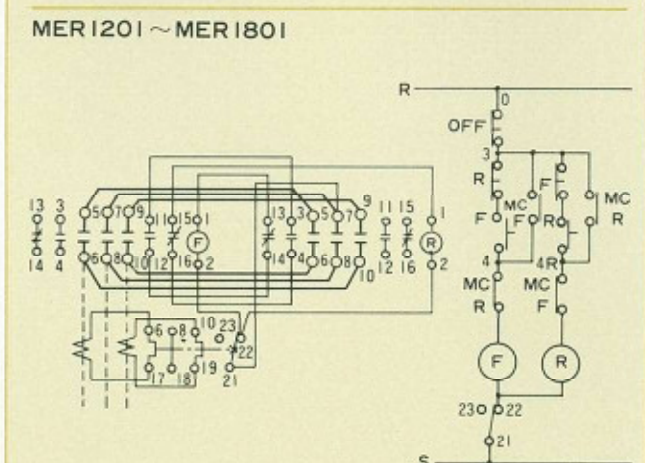 MER1201～MER1801
R
0
OFF
3
R F MC R
MC F
F R
4 4R
MC R MC F
F R
23 22
21
S
13 3 5 7 9 11 15 1 13 3 5 7 9 11 15 1
F R
14 4 6 8 10 12 16 2 14 4 6 8 10 12 16 2
6 8 10 23
22
17 18 19 21